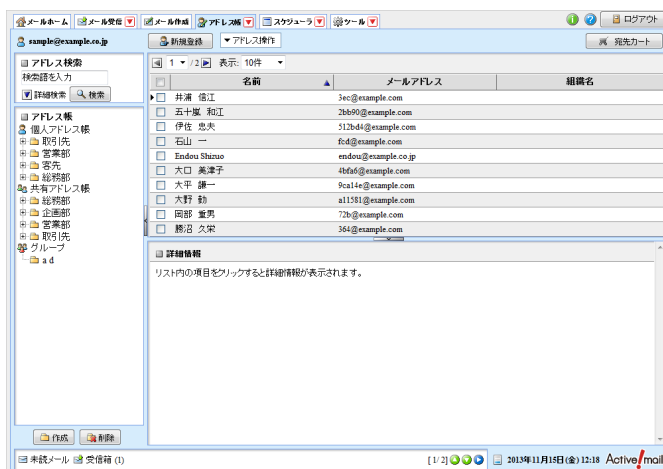 メールホーム メール受信 メール作成 アドレス帳 スケジューラ ツール ログアウト
sample@example.co.jp 新規登録 アドレス操作 宛先カート
アドレス検索
検索語を入力
詳細検索 検索
1 /2 表示: 10件
名前 メールアドレス 組織名
井浦 信江 3ec@example.com
五十嵐 和江 2bb90@example.com
伊佐 忠夫 512bd4@example.com
石山 一 fcd@example.com
Endou Shizuo endou@example.co.jp
大口 美津子 4bfa6@example.com
大平 謙一 9ca14e@example.com
大野 勐 a11581@example.com
岡部 重男 72b@example.com
勝沼 久栄 364@example.com
アドレス帳
個人アドレス帳
取引先
営業部
客先
総務部
共有アドレス帳
総務部
企画部
営業部
取引先
グループ
a d
詳細情報
リスト内の項目をクリックすると詳細情報が表示されます。
作成 削除
未読メール 受信箱 (1) [1/2] 2013年11月15日(金) 12:18 Active! mail